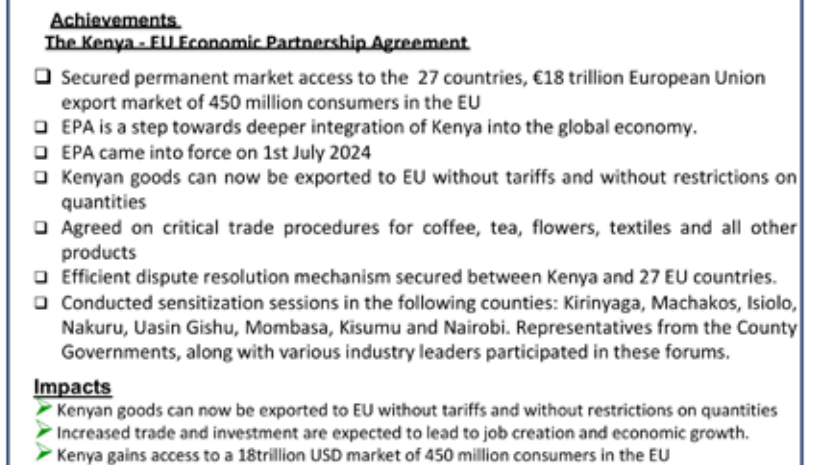 Achievements
The Kenya - EU Economic Partnership Agreement
❑ Secured permanent market access to the 27 countries, €18 trillion European Union
export market of 450 million consumers in the EU
❑ EPA is a step towards deeper integration of Kenya into the global economy.
❑ EPA came into force on 1st July 2024
❑ Kenyan goods can now be exported to EU without tariffs and without restrictions on
quantities
❑ Agreed on critical trade procedures for coffee, tea, flowers, textiles and all other
products
❑ Efficient dispute resolution mechanism secured between Kenya and 27 EU countries.
❑ Conducted sensitization sessions in the following counties: Kirinyaga, Machakos, Isiolo,
Nakuru, Uasin Gishu, Mombasa, Kisumu and Nairobi. Representatives from the County
Governments, along with various industry leaders participated in these forums.
Impacts
➢ Kenyan goods can now be exported to EU without tariffs and without restrictions on quantities
➢ Increased trade and investment are expected to lead to job creation and economic growth.
➢ Kenya gains access to a 18trillion USD market of 450 million consumers in the EU